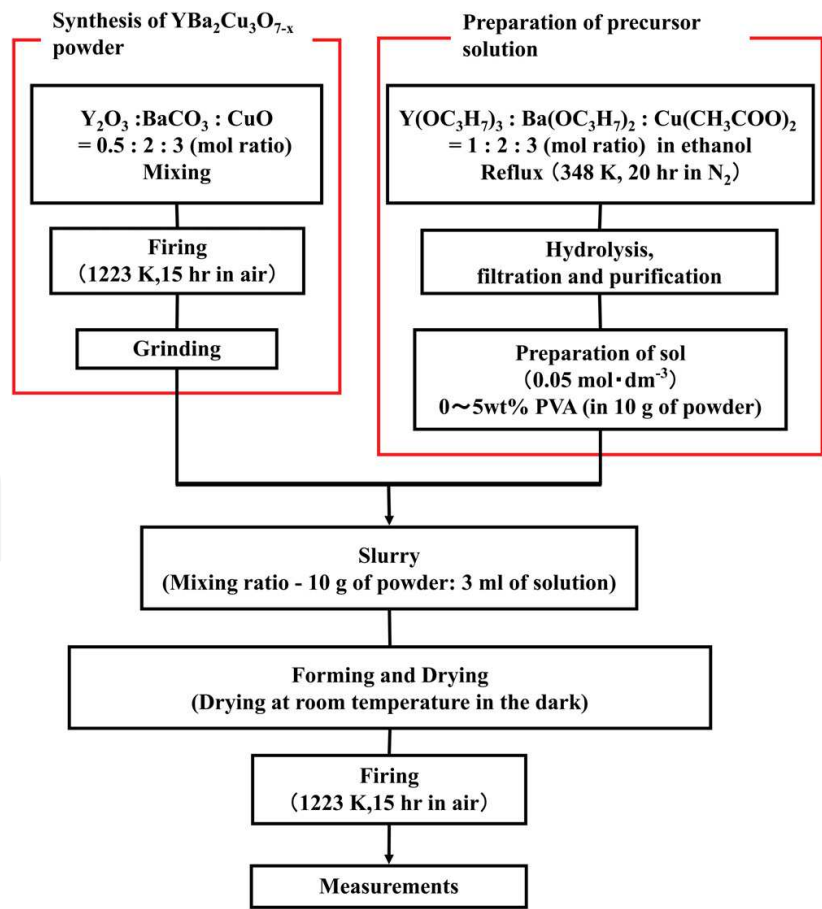 Synthesis of YBa₂Cu₃O₇₋ₓ
powder
Y₂O₃ :BaCO₃ : CuO
= 0.5 : 2 : 3 (mol ratio)
Mixing
Firing
(1223 K,15 hr in air)
Grinding
Preparation of precursor
solution
Y(OC₃H₇)₃ : Ba(OC₃H₇)₂ : Cu(CH₃COO)₂
= 1 : 2 : 3 (mol ratio) in ethanol
Reflux (348 K, 20 hr in N₂)
Hydrolysis,
filtration and purification
Preparation of sol
(0.05 mol·dm⁻³)
0~5wt% PVA (in 10 g of powder)
Slurry
(Mixing ratio - 10 g of powder: 3 ml of solution)
Forming and Drying
(Drying at room temperature in the dark)
Firing
(1223 K,15 hr in air)
Measurements